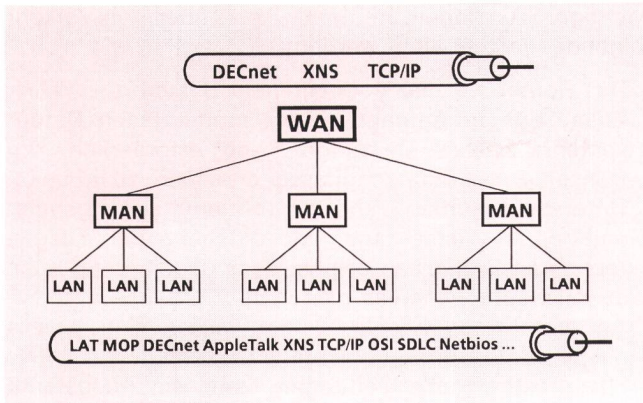 DECnet XNS TCP/IP
WAN
MAN MAN MAN
LAN LAN LAN LAN LAN LAN LAN LAN LAN
LAT MOP DECnet AppleTalk XNS TCP/IP OSI SDLC Netbios ...